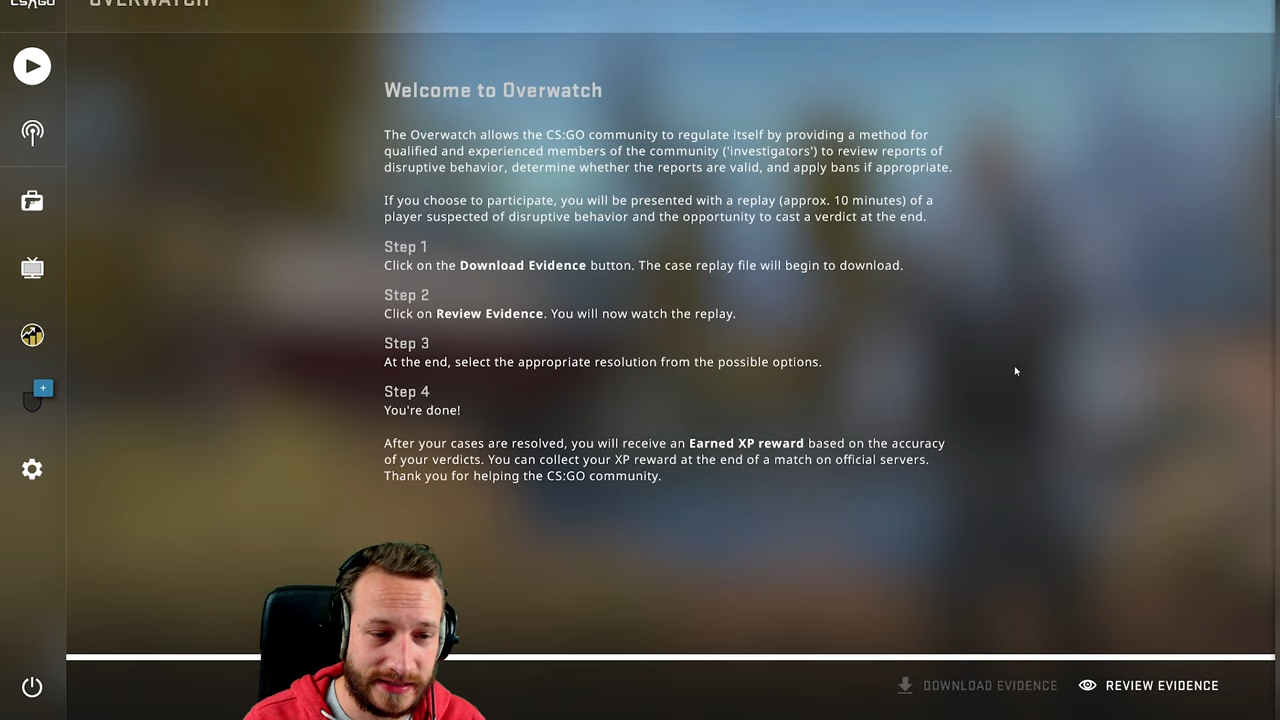 CS:GO
OVERWATCH
Welcome to Overwatch
The Overwatch allows the CS:GO community to regulate itself by providing a method for
qualified and experienced members of the community ('investigators') to review reports of
disruptive behavior, determine whether the reports are valid, and apply bans if appropriate.
If you choose to participate, you will be presented with a replay (approx. 10 minutes) of a
player suspected of disruptive behavior and the opportunity to cast a verdict at the end.
Step 1
Click on the Download Evidence button. The case replay file will begin to download.
Step 2
Click on Review Evidence. You will now watch the replay.
Step 3
At the end, select the appropriate resolution from the possible options.
Step 4
You're done!
After your cases are resolved, you will receive an Earned XP reward based on the accuracy
of your verdicts. You can collect your XP reward at the end of a match on official servers.
Thank you for helping the CS:GO community.
DOWNLOAD EVIDENCE
REVIEW EVIDENCE